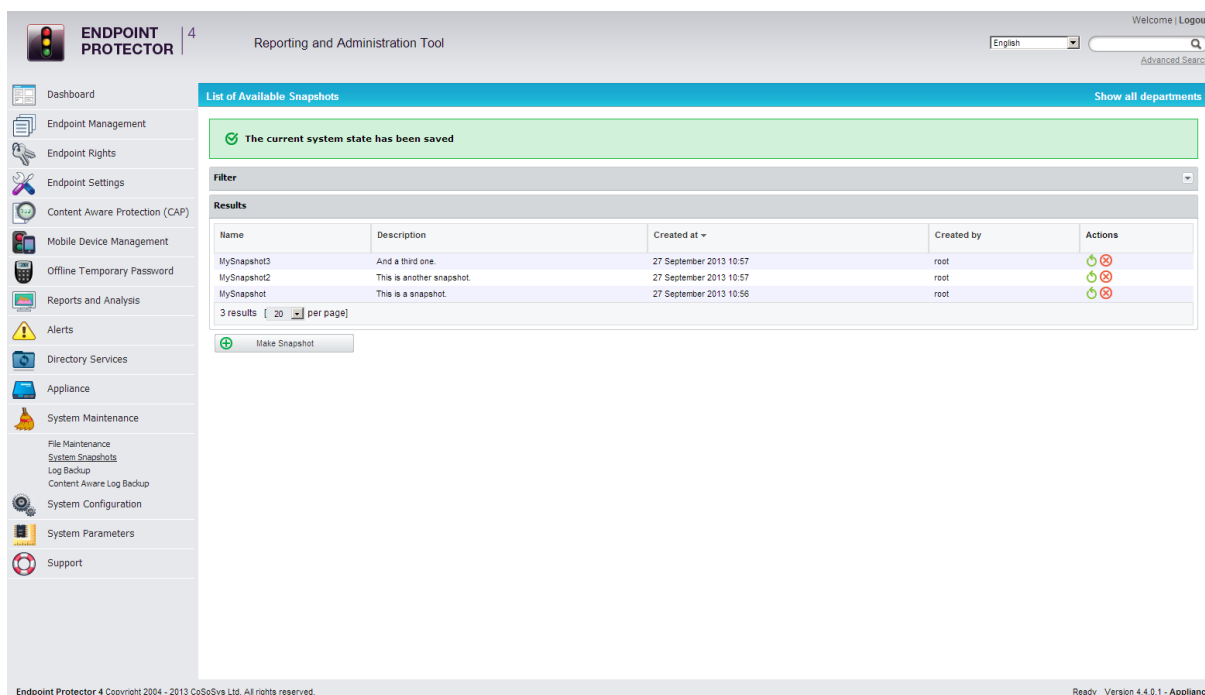 ENDPOINT PROTECTOR 4
Reporting and Administration Tool
Welcome | Logou
English
Advanced Searc
Dashboard
Endpoint Management
Endpoint Rights
Endpoint Settings
Content Aware Protection (CAP)
Mobile Device Management
Offline Temporary Password
Reports and Analysis
Alerts
Directory Services
Appliance
System Maintenance
File Maintenance
System Snapshots
Log Backup
Content Aware Log Backup
System Configuration
System Parameters
Support
List of Available Snapshots Show all departments
The current system state has been saved
Filter
Results
Name Description Created at Created by Actions
MySnapshot3 And a third one. 27 September 2013 10:57 root
MySnapshot2 This is another snapshot. 27 September 2013 10:57 root
MySnapshot This is a snapshot. 27 September 2013 10:56 root
3 results [ 20 per page]
Make Snapshot
Endpoint Protector 4 Copyright 2004 - 2013 CoSoSys Ltd. All rights reserved. Ready Version 4.4.0.1 - Applianc